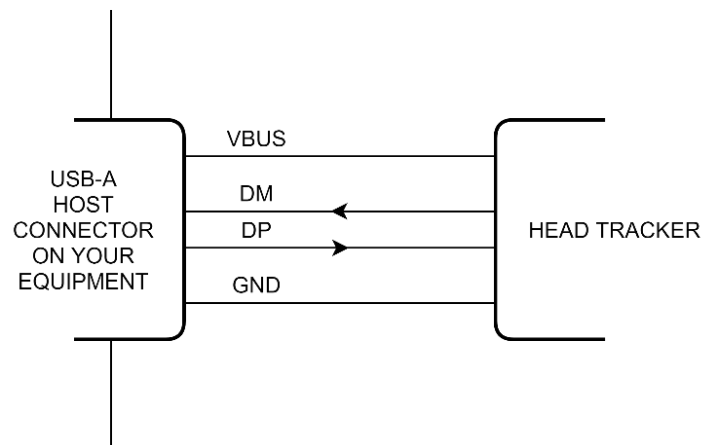 USB-A
HOST
CONNECTOR
ON YOUR
EQUIPMENT
VBUS
DM
DP
GND
HEAD TRACKER